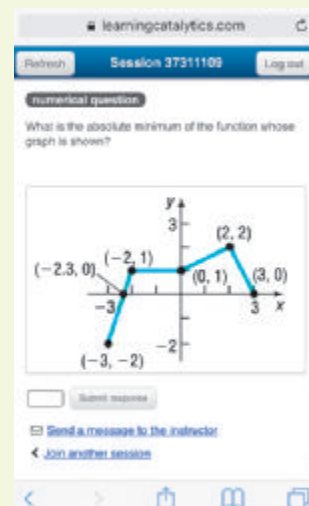 learningcatalytics.com
Refresh Session 37311109 Log out
numerical question
What is the absolute minimum of the function whose
graph is shown?
y
3
(2, 2)
(−2, 1)
(−2.3, 0)
(0, 1) (3, 0)
−3 3 x
−2
(−3, −2)
Submit response
Send a message to the instructor
Join another session